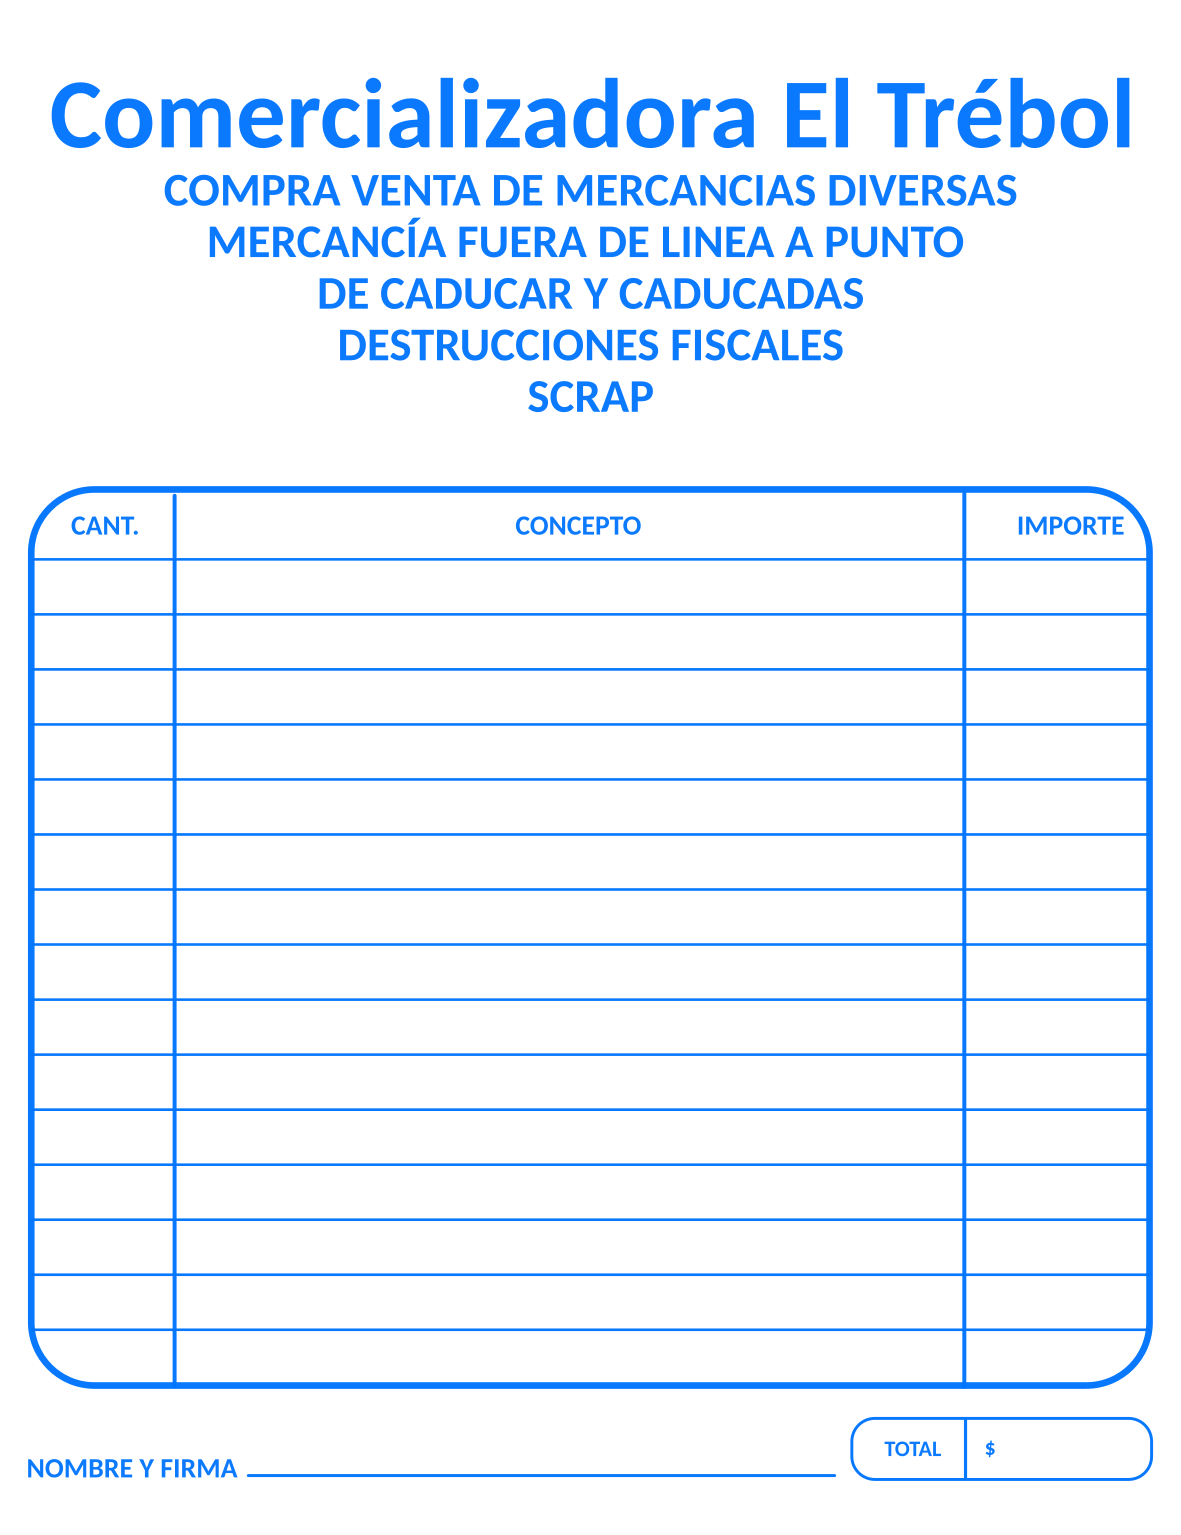 Comercializadora El Trébol
COMPRA VENTA DE MERCANCIAS DIVERSAS
MERCANCÍA FUERA DE LINEA A PUNTO
DE CADUCAR Y CADUCADAS
DESTRUCCIONES FISCALES
SCRAP
CANT. CONCEPTO IMPORTE
TOTAL $
NOMBRE Y FIRMA